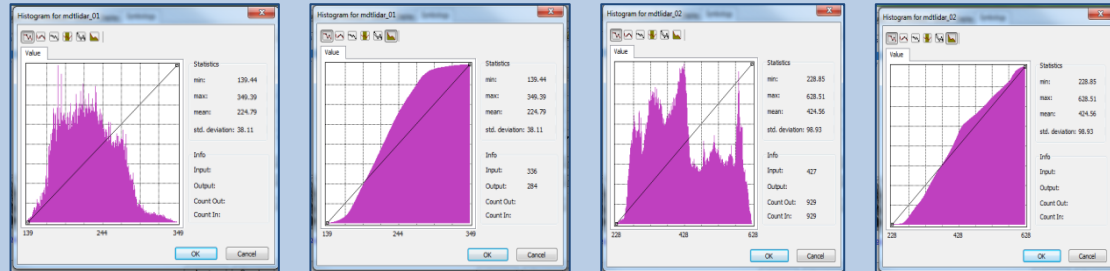 Histogram for mdtlidar_01
Value
Statistics
min: 139.44
max: 349.39
mean: 224.79
std. deviation: 38.11
Info
Input:
Output:
Count Out:
Count In:
139 244 349
OK Cancel
Histogram for mdtlidar_01
Value
Statistics
min: 139.44
max: 349.39
mean: 224.79
std. deviation: 38.11
Info
Input: 336
Output: 284
Count Out:
Count In:
139 244 349
OK Cancel
Histogram for mdtlidar_02
Value
Statistics
min: 228.85
max: 628.51
mean: 424.56
std. deviation: 98.93
Info
Input: 427
Output:
Count Out: 929
Count In: 929
228 428 628
OK Cancel
Histogram for mdtlidar_02
Value
Statistics
min: 228.85
max: 628.51
mean: 424.56
std. deviation: 98.93
Info
Input:
Output:
Count Out:
Count In:
228 428 628
OK Cancel